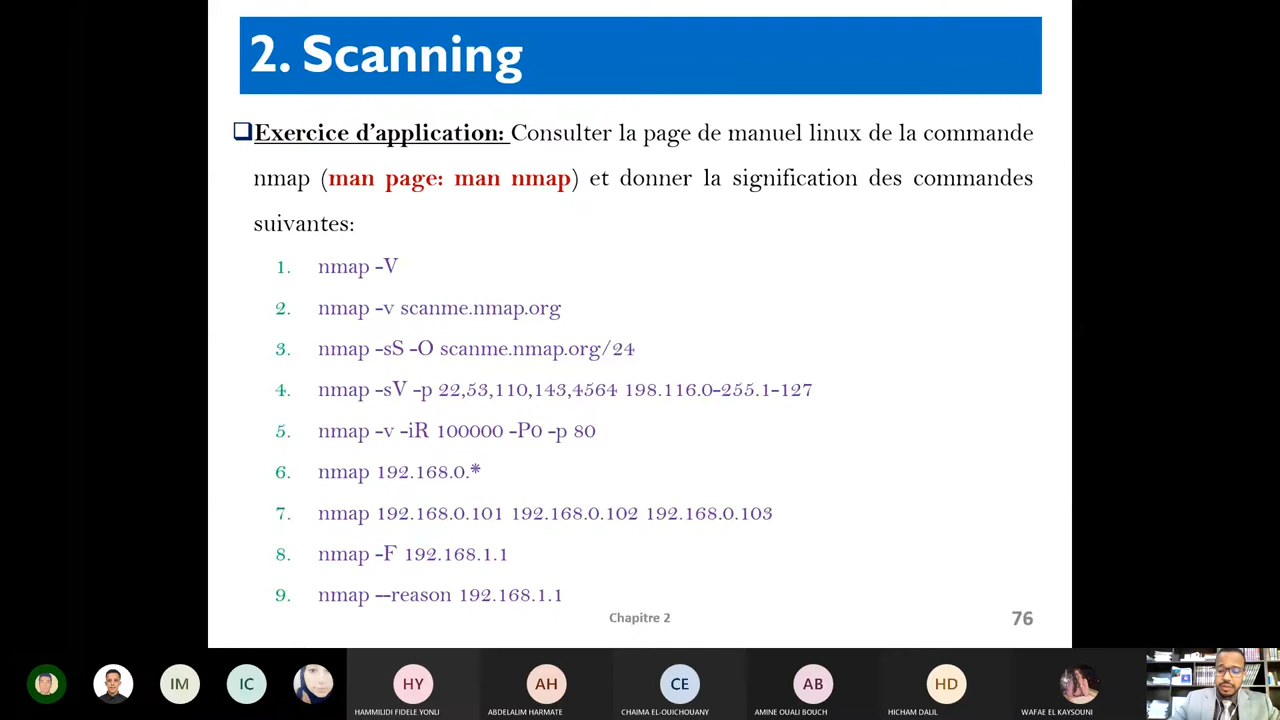 2. Scanning
Exercice d’application: Consulter la page de manuel linux de la commande
nmap (man page: man nmap) et donner la signification des commandes
suivantes:
1. nmap -V
2. nmap -v scanme.nmap.org
3. nmap -sS -O scanme.nmap.org/24
4. nmap -sV -p 22,53,110,143,4564 198.116.0-255.1-127
5. nmap -v -iR 100000 -P0 -p 80
6. nmap 192.168.0.*
7. nmap 192.168.0.101 192.168.0.102 192.168.0.103
8. nmap -F 192.168.1.1
9. nmap --reason 192.168.1.1
Chapitre 2
76
IM IC HY AH CE AB HD
HAMMILIDI FIDELE YONLI ABDELALIM HARMATE CHAIMA EL-OUICHOUANY AMINE OUALI BOUCH HICHAM DALIL WAFAE EL KAYSOUNI